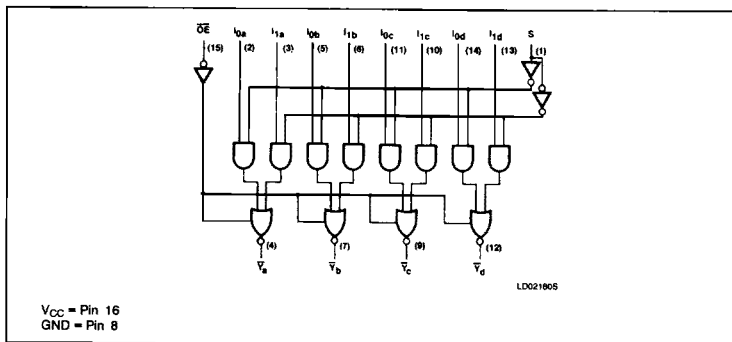 OE I0a I1a I0b I1b I0c I1c I0d I1d S
(15) (2) (3) (5) (6) (11) (10) (14) (13) (1)
(4) (7) (9) (12)
Ya Yb Yc Yd
LD02180S
VCC = Pin 16
GND = Pin 8